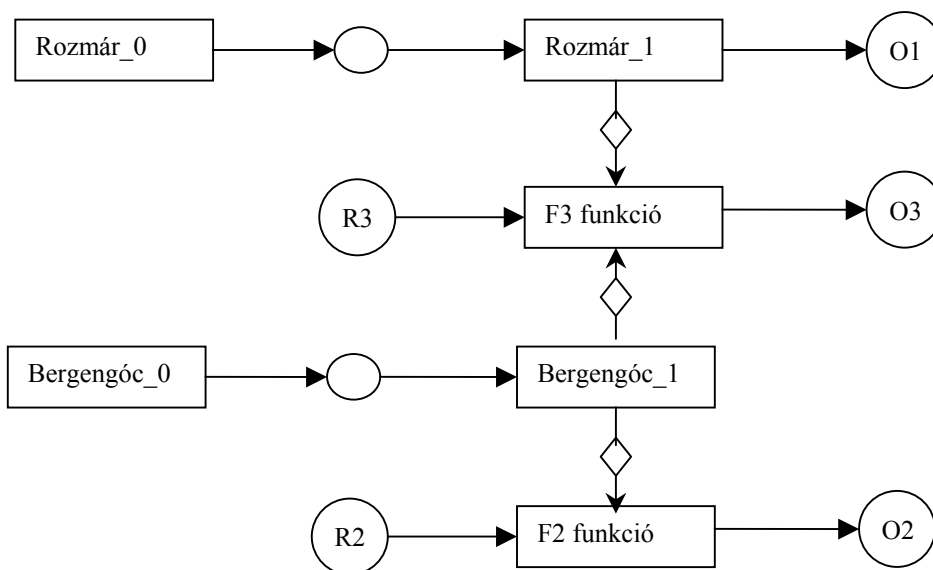 Rozmár_0
Rozmár_1
O1
R3
F3 funkció
O3
Bergengóc_0
Bergengóc_1
R2
F2 funkció
O2